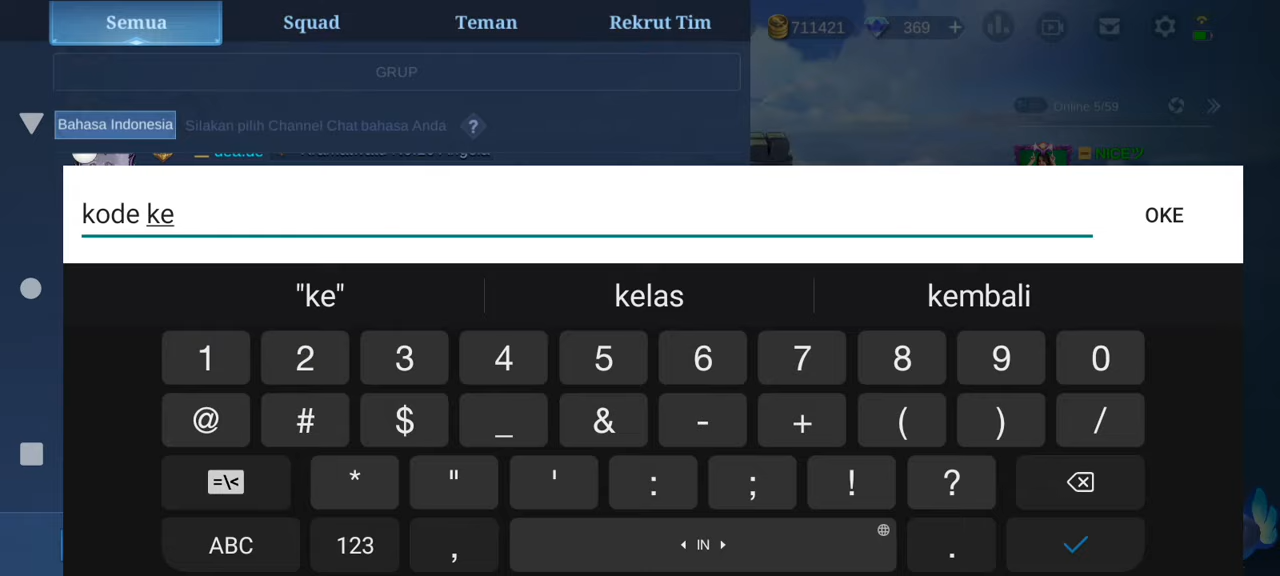 Semua Squad Teman Rekrut Tim
711421 369 +
GRUP
Online 5/59
Bahasa Indonesia Silakan pilih Channel Chat bahasa Anda ?
NICE
kode ke
OKE
"ke" kelas kembali
1 2 3 4 5 6 7 8 9 0
@ # $ _ & - + ( ) /
=\< * " ' : ; ! ?
ABC 123 , IN .